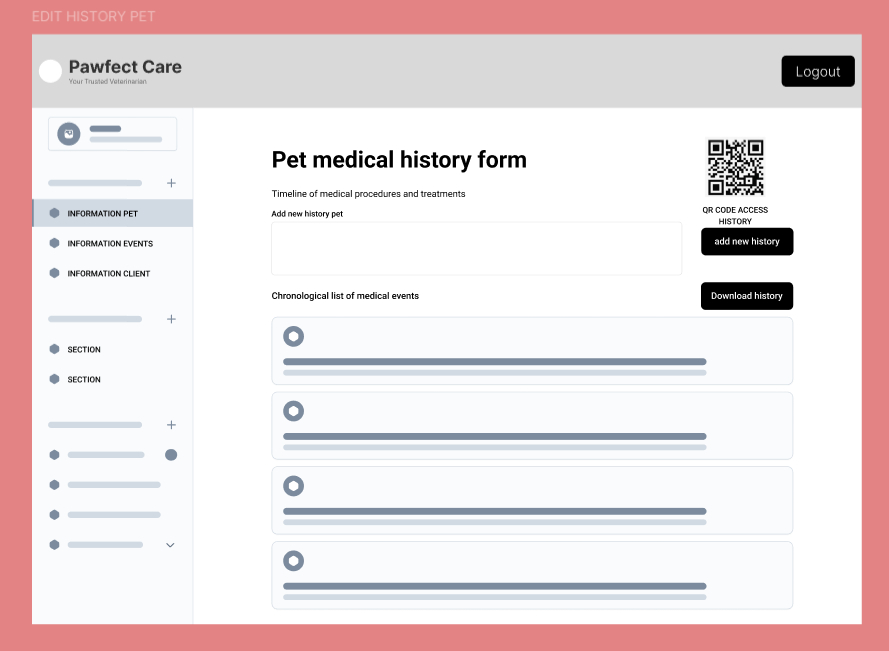 EDIT HISTORY PET
Pawfect Care
Your Trusted Veterinarian
Logout
INFORMATION PET
INFORMATION EVENTS
INFORMATION CLIENT
SECTION
SECTION
Pet medical history form
Timeline of medical procedures and treatments
Add new history pet
QR CODE ACCESS
HISTORY
add new history
Chronological list of medical events
Download history